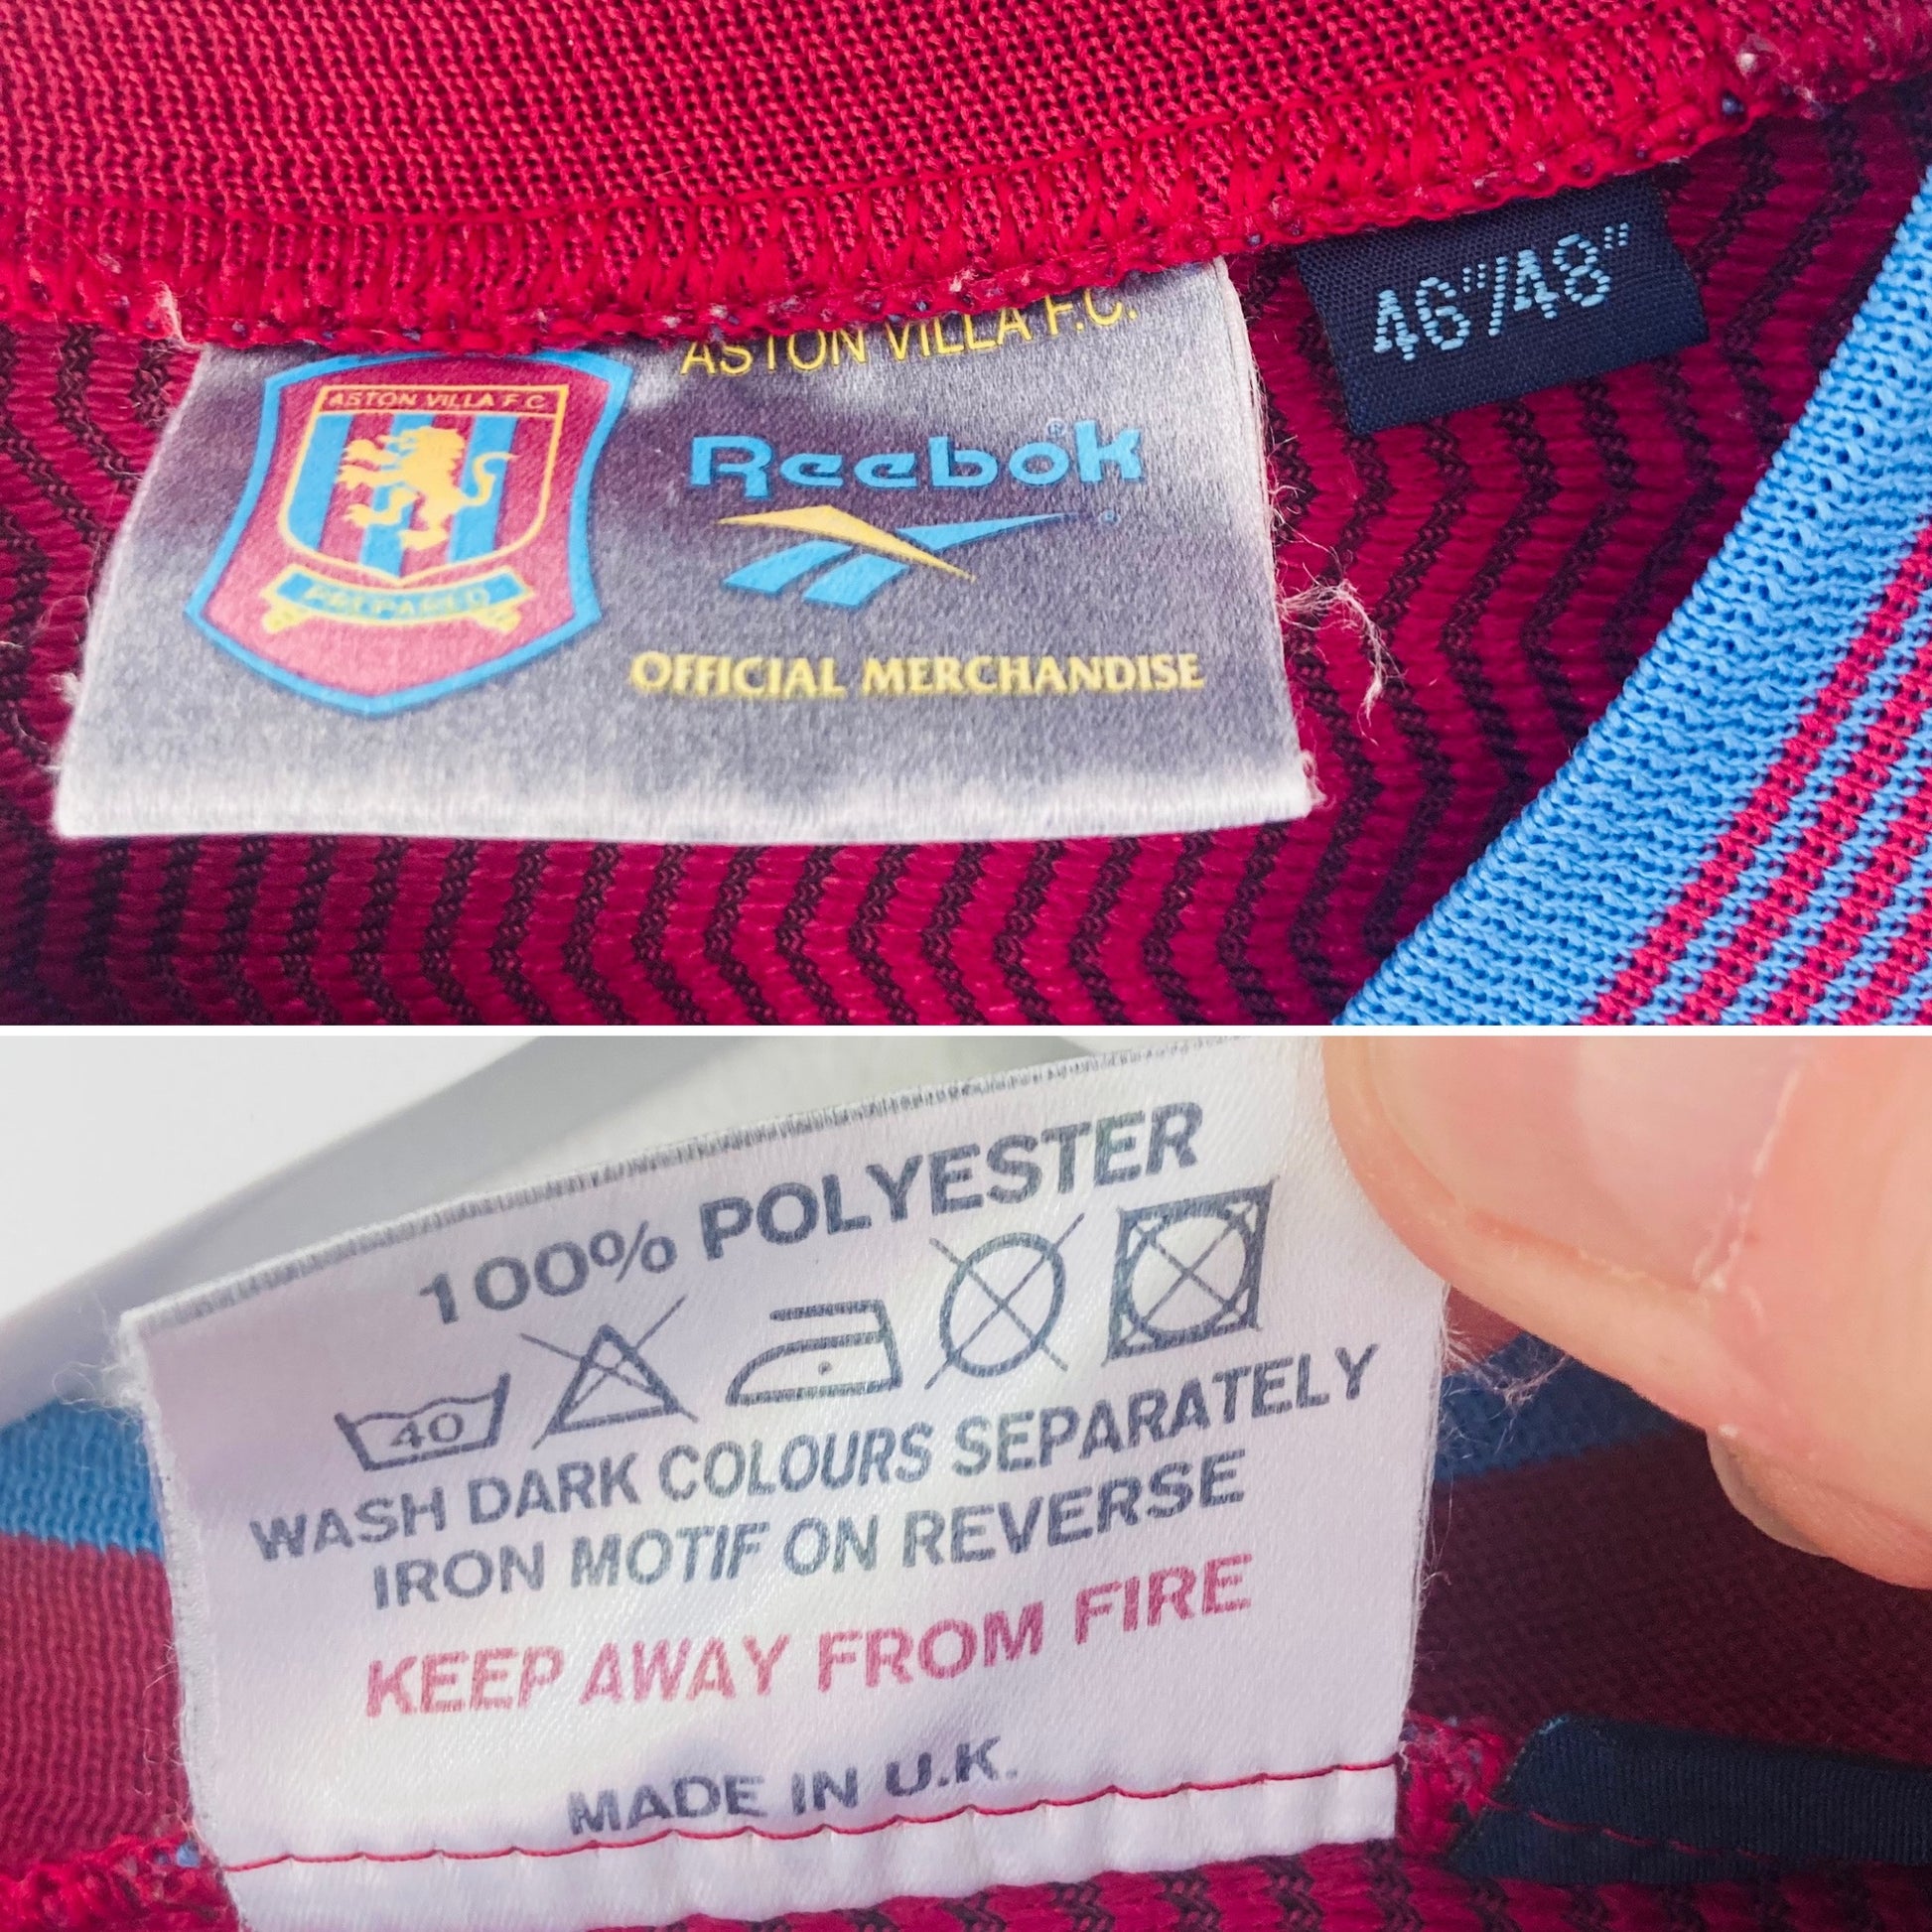 ASTON VILLA F.C.
46"/48"
ASTON VILLA F C
PREPARED
Reebok®
OFFICIAL MERCHANDISE
100% POLYESTER
40
WASH DARK COLOURS SEPARATELY
IRON MOTIF ON REVERSE
KEEP AWAY FROM FIRE
MADE IN U.K.